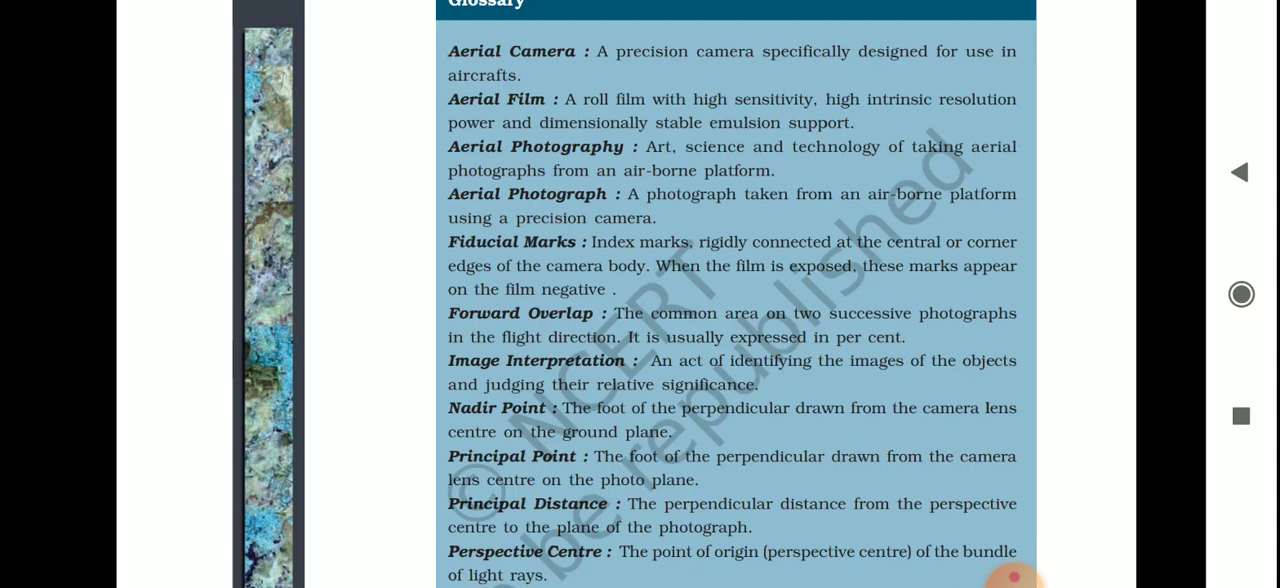 Glossary
Aerial Camera : A precision camera specifically designed for use in
aircrafts.
Aerial Film : A roll film with high sensitivity, high intrinsic resolution
power and dimensionally stable emulsion support.
Aerial Photography : Art, science and technology of taking aerial
photographs from an air-borne platform.
Aerial Photograph : A photograph taken from an air-borne platform
using a precision camera.
Fiducial Marks : Index marks, rigidly connected at the central or corner
edges of the camera body. When the film is exposed, these marks appear
on the film negative .
Forward Overlap : The common area on two successive photographs
in the flight direction. It is usually expressed in per cent.
Image Interpretation : An act of identifying the images of the objects
and judging their relative significance.
Nadir Point : The foot of the perpendicular drawn from the camera lens
centre on the ground plane.
Principal Point : The foot of the perpendicular drawn from the camera
lens centre on the photo plane.
Principal Distance : The perpendicular distance from the perspective
centre to the plane of the photograph.
Perspective Centre : The point of origin (perspective centre) of the bundle
of light rays.
© NCERT
be republished